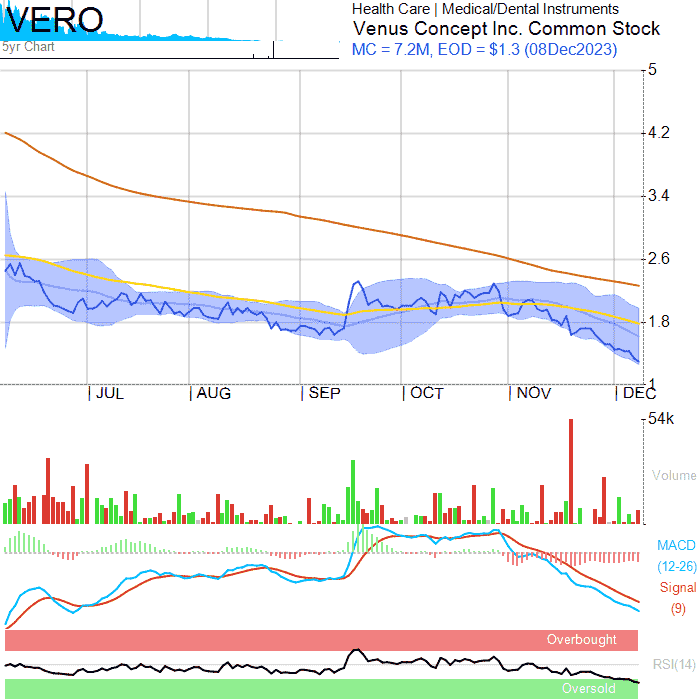 VERO
5yr Chart
Health Care | Medical/Dental Instruments
Venus Concept Inc. Common Stock
MC = 7.2M, EOD = $1.3 (08Dec2023)
5
4.2
3.4
2.6
1.8
1
JUL
AUG
SEP
OCT
NOV
DEC
54k
Volume
MACD
(12-26)
Signal
(9)
Overbought
RSI(14)
Oversold